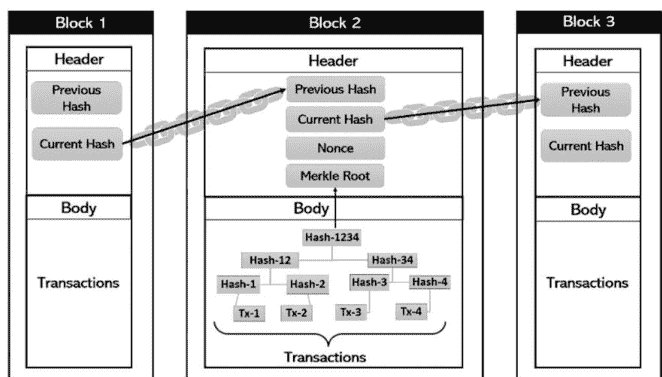 Block 1
Header
Previous
Hash
Current Hash
Body
Transactions
Block 2
Header
Previous Hash
Current Hash
Nonce
Merkle Root
Body
Hash-1234
Hash-12 Hash-34
Hash-1 Hash-2 Hash-3 Hash-4
Tx-1 Tx-2 Tx-3 Tx-4
Transactions
Block 3
Header
Previous
Hash
Current Hash
Body
Transactions